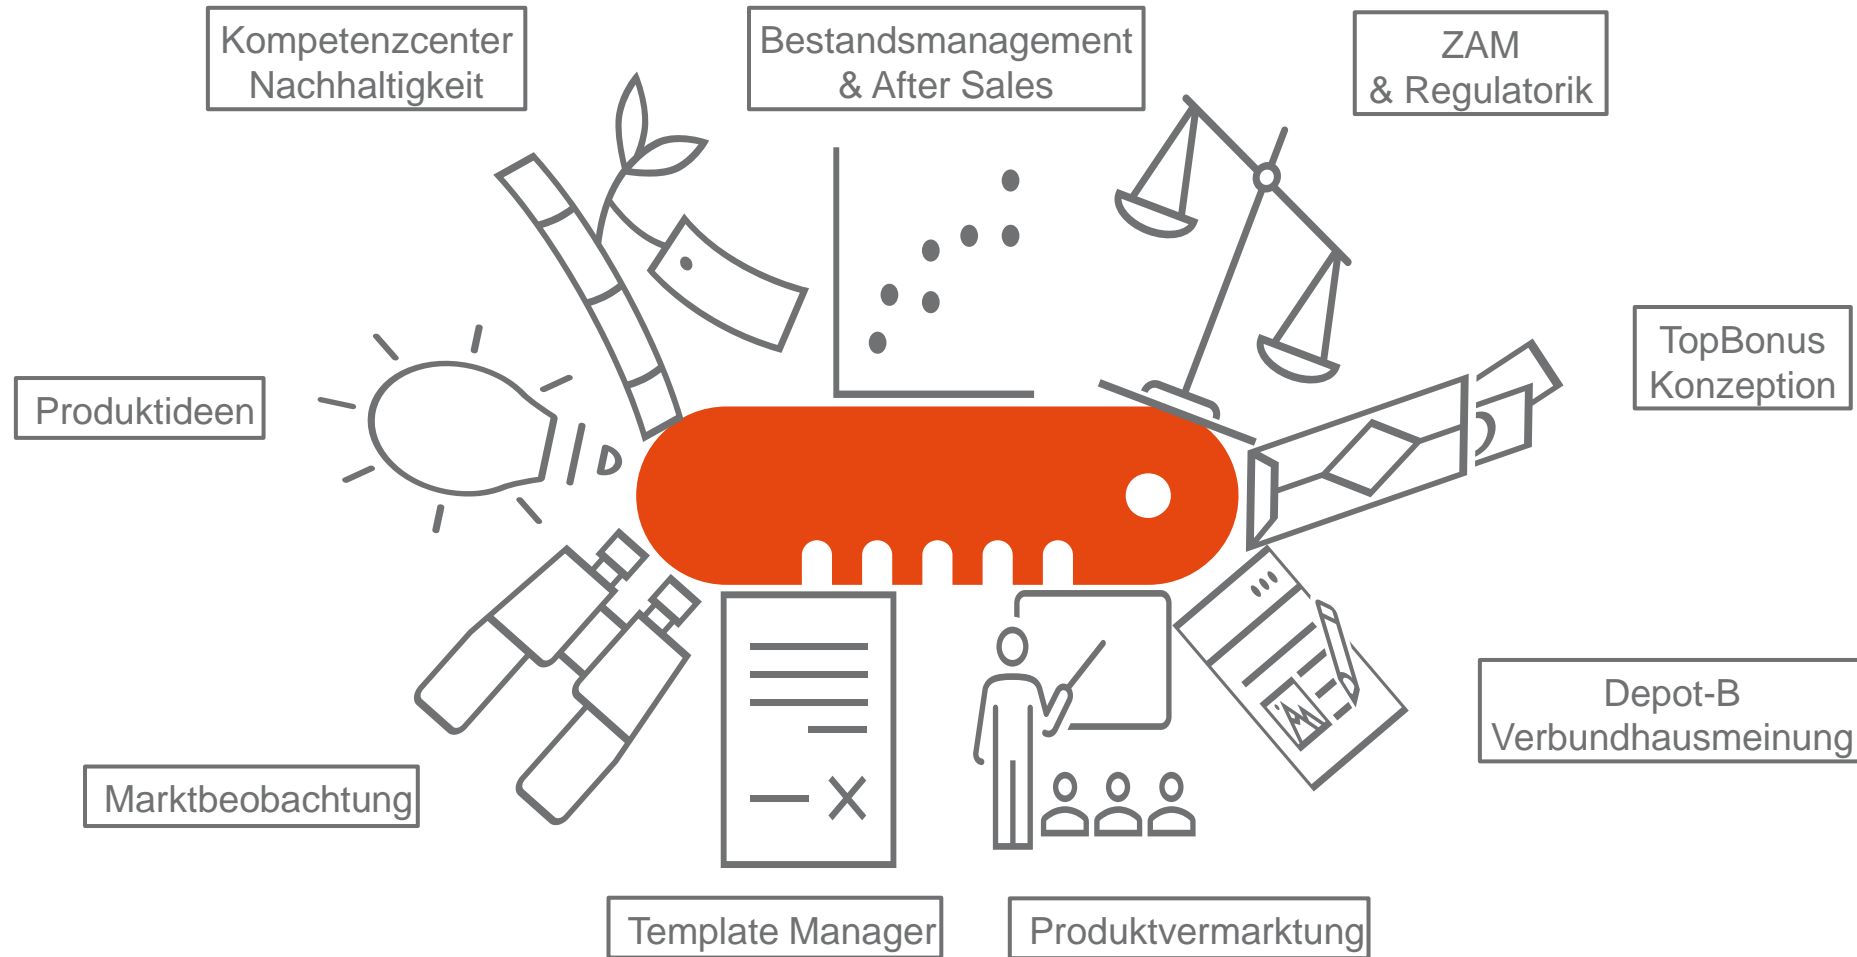 Kompetenzcenter
Nachhaltigkeit
Bestandsmanagement
& After Sales
ZAM
& Regulatorik
TopBonus
Konzeption
Produktideen
Depot-B
Verbundhausmeinung
Marktbeobachtung
Template Manager
Produktvermarktung